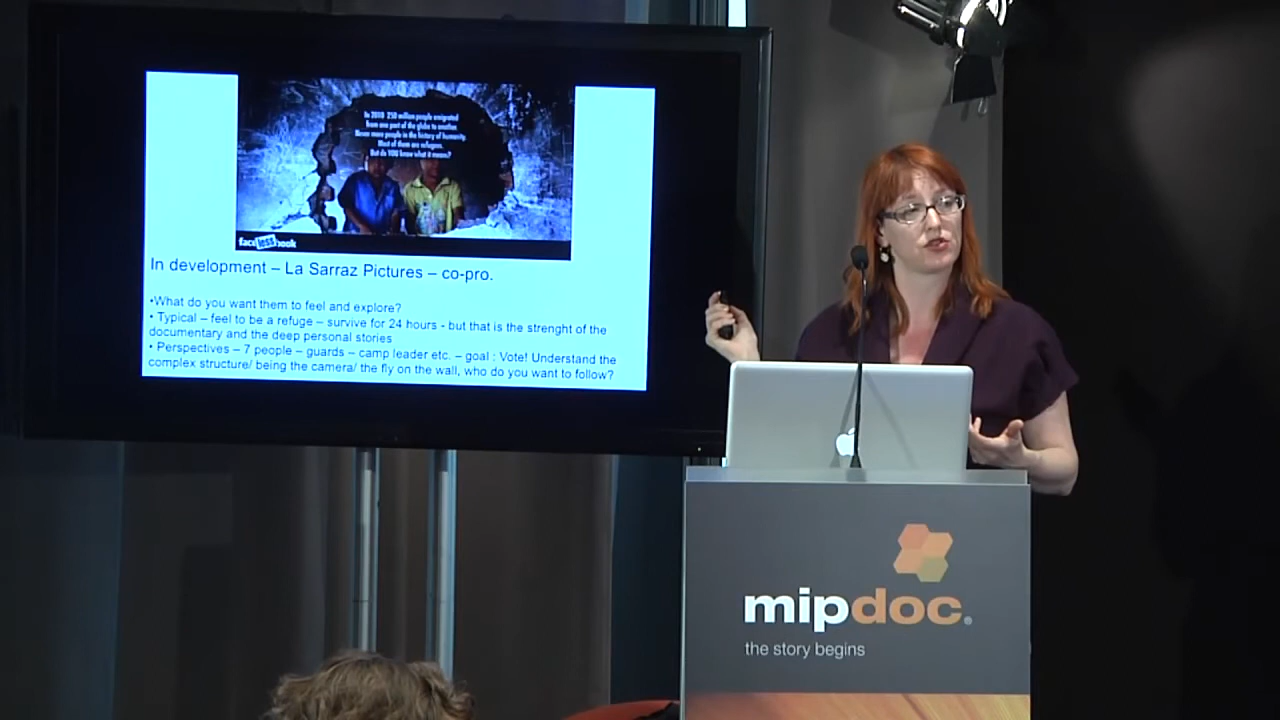 In 2010 250 million people emigrated
from one part of the globe to another.
Never more people in the history of humanity.
Most of them are refugees.
But do YOU know what it means?
facelessbook
In development – La Sarraz Pictures – co-pro.
•What do you want them to feel and explore?
• Typical – feel to be a refuge – survive for 24 hours - but that is the strenght of the
documentary and the deep personal stories
• Perspectives – 7 people – guards – camp leader etc. – goal : Vote! Understand the
complex structure/ being the camera/ the fly on the wall, who do you want to follow?
mipdoc®
the story begins